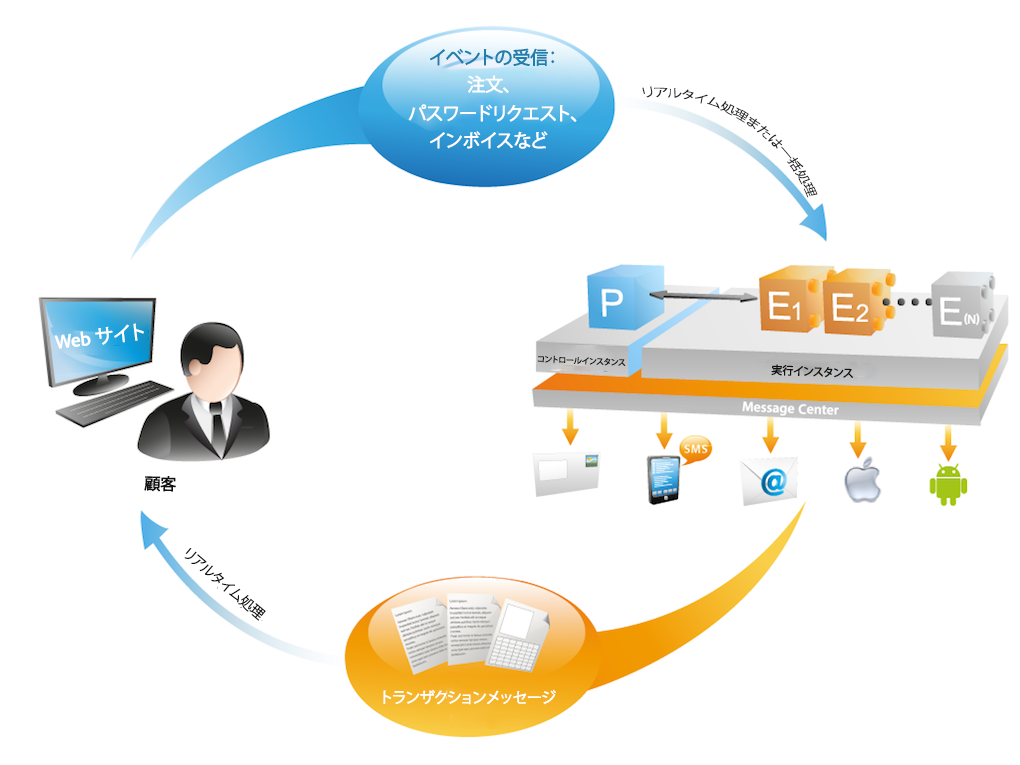 イベントの受信:
注文、
パスワードリクエスト、
インボイスなど
リアルタイム処理または一括処理
Web サイト
顧客
P
E1
E2
E(N)
コントロールインスタンス
実行インスタンス
Message Center
SMS
@
リアルタイム処理
トランザクションメッセージ